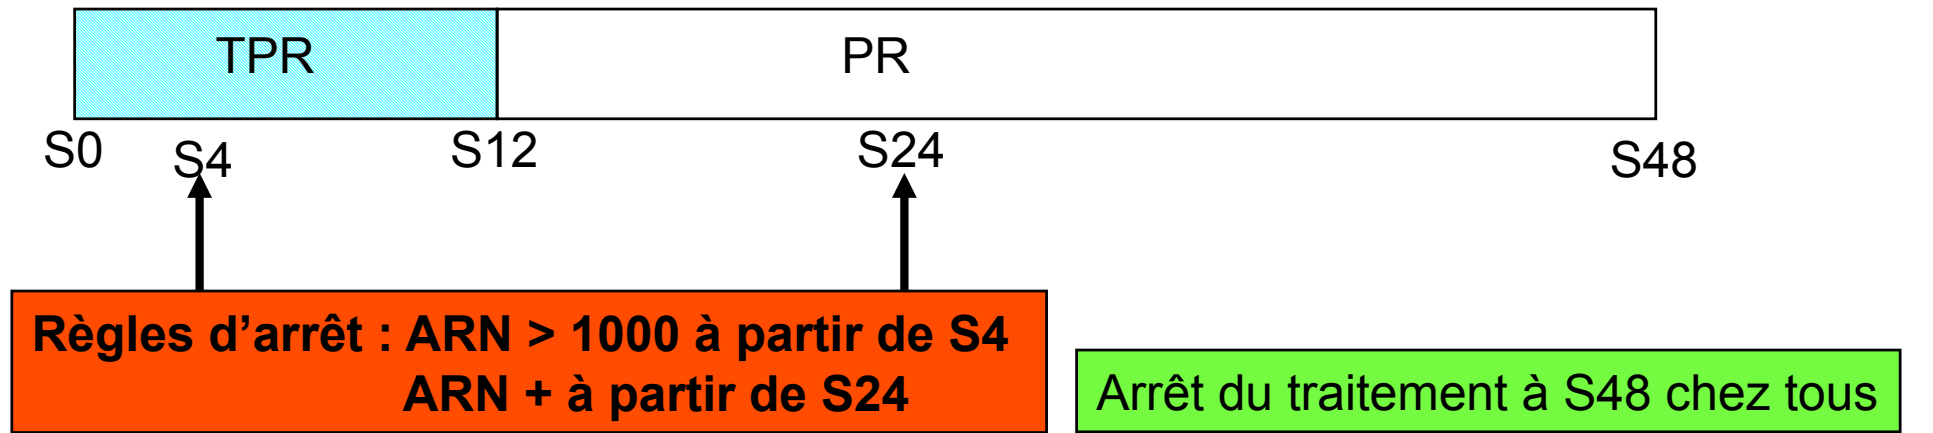 TPR PR
S0 S4 S12 S24 S48
Règles d’arrêt : ARN > 1000 à partir de S4
ARN + à partir de S24
Arrêt du traitement à S48 chez tous